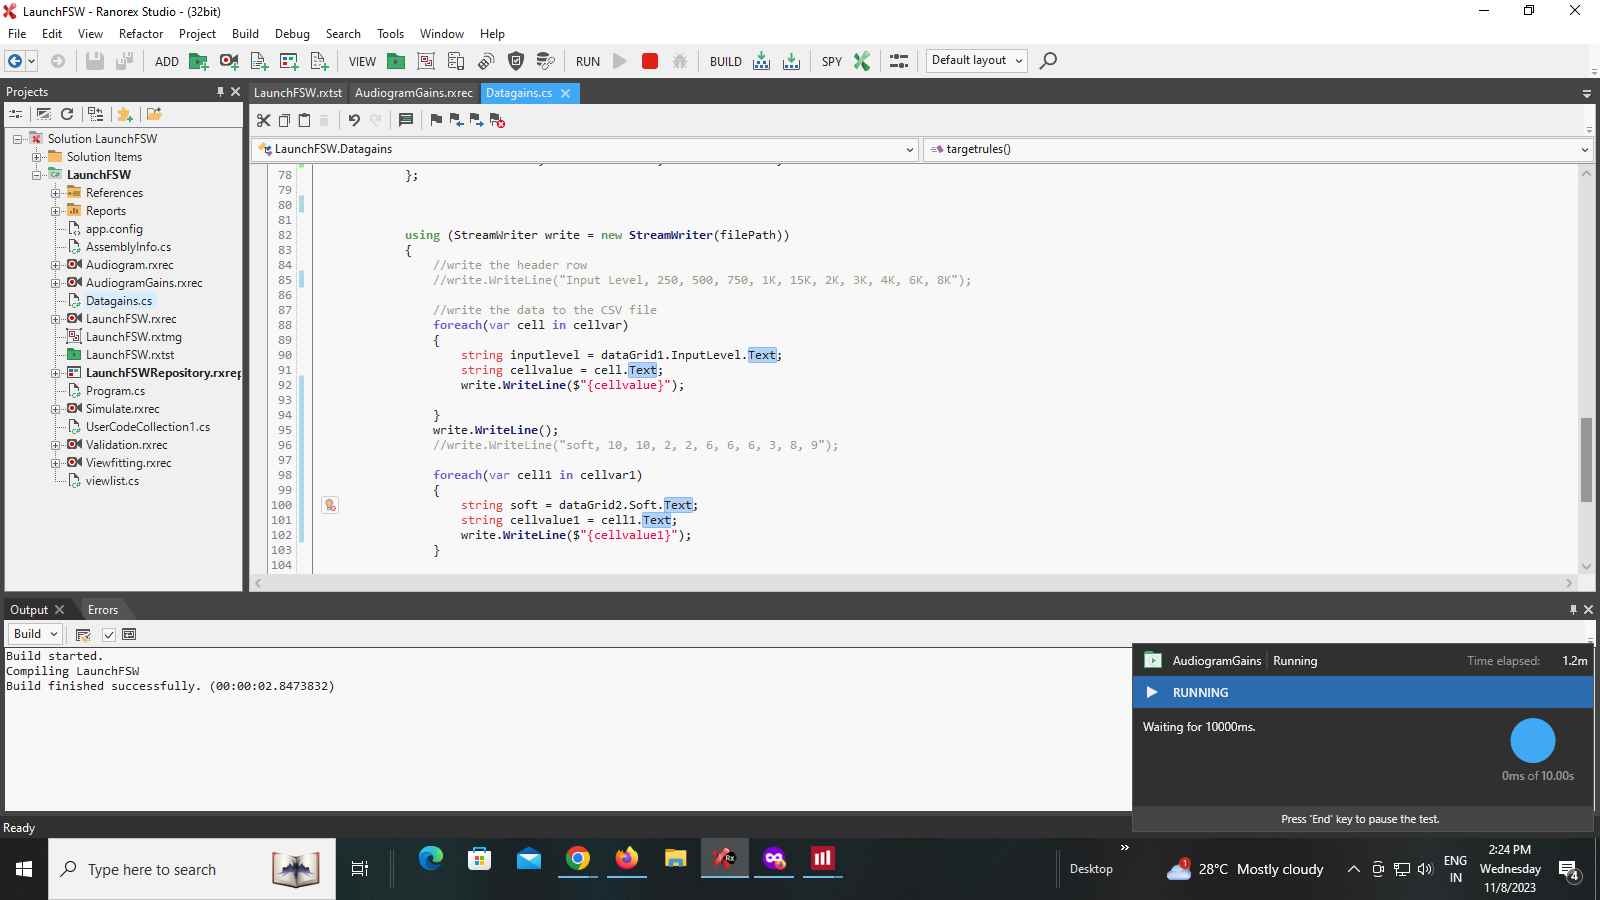 LaunchFSW - Ranorex Studio - (32bit)
File Edit View Refactor Project Build Debug Search Tools Window Help
ADD VIEW RUN BUILD SPY Default layout
Projects
LaunchFSW.rxtst AudiogramGains.rxrec Datagains.cs
Solution LaunchFSW
Solution Items
LaunchFSW
References
Reports
app.config
AssemblyInfo.cs
Audiogram.rxrec
AudiogramGains.rxrec
Datagains.cs
LaunchFSW.rxrec
LaunchFSW.rxtmg
LaunchFSW.rxtst
LaunchFSWRepository.rxrep
Program.cs
Simulate.rxrec
UserCodeCollection1.cs
Validation.rxrec
Viewfitting.rxrec
viewlist.cs
LaunchFSW.Datagains targetrules()
78 };
79
80
81
82 using (StreamWriter write = new StreamWriter(filePath))
83 {
84 //write the header row
85 //write.WriteLine("Input Level, 250, 500, 750, 1K, 15K, 2K, 3K, 4K, 6K, 8K");
86
87 //write the data to the CSV file
88 foreach(var cell in cellvar)
89 {
90 string inputlevel = dataGrid1.InputLevel.Text;
91 string cellvalue = cell.Text;
92 write.WriteLine($"{cellvalue}");
93
94 }
95 write.WriteLine();
96 //write.WriteLine("soft, 10, 10, 2, 2, 6, 6, 6, 3, 8, 9");
97
98 foreach(var cell1 in cellvar1)
99 {
100 string soft = dataGrid2.Soft.Text;
101 string cellvalue1 = cell1.Text;
102 write.WriteLine($"{cellvalue1}");
103 }
104
Output Errors
Build
Build started.
Compiling LaunchFSW
Build finished successfully. (00:00:02.8473832)
AudiogramGains Running Time elapsed: 1.2m
RUNNING
Waiting for 10000ms.
0ms of 10.00s
Press 'End' key to pause the test.
Ready
Type here to search
Rx
Desktop
1
28°C Mostly cloudy
ENG
IN
2:24 PM
Wednesday
11/8/2023
4